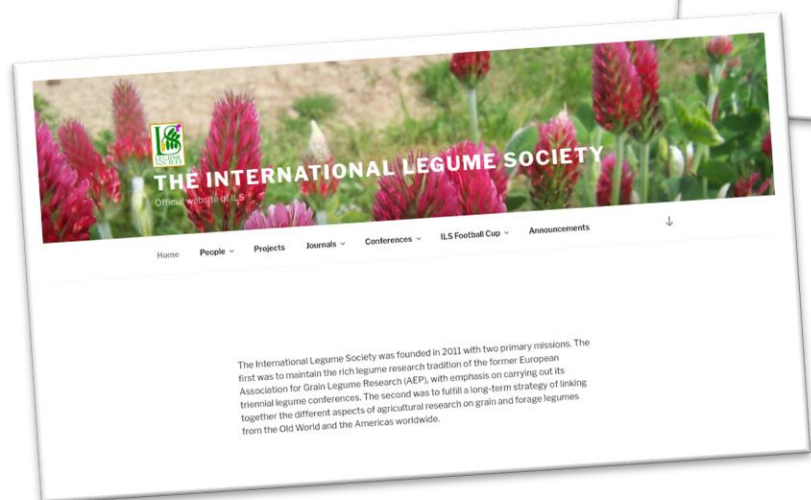 LEGUME
SOCIETY
THE INTERNATIONAL LEGUME SOCIETY
Official website of ILS
Home People Projects Journals Conferences ILS Football Cup Announcements
The International Legume Society was founded in 2011 with two primary missions. The
first was to maintain the rich legume research tradition of the former European
Association for Grain Legume Research (AEP), with emphasis on carrying out its
triennial legume conferences. The second was to fulfill a long-term strategy of linking
together the different aspects of agricultural research on grain and forage legumes
from the Old World and the Americas worldwide.